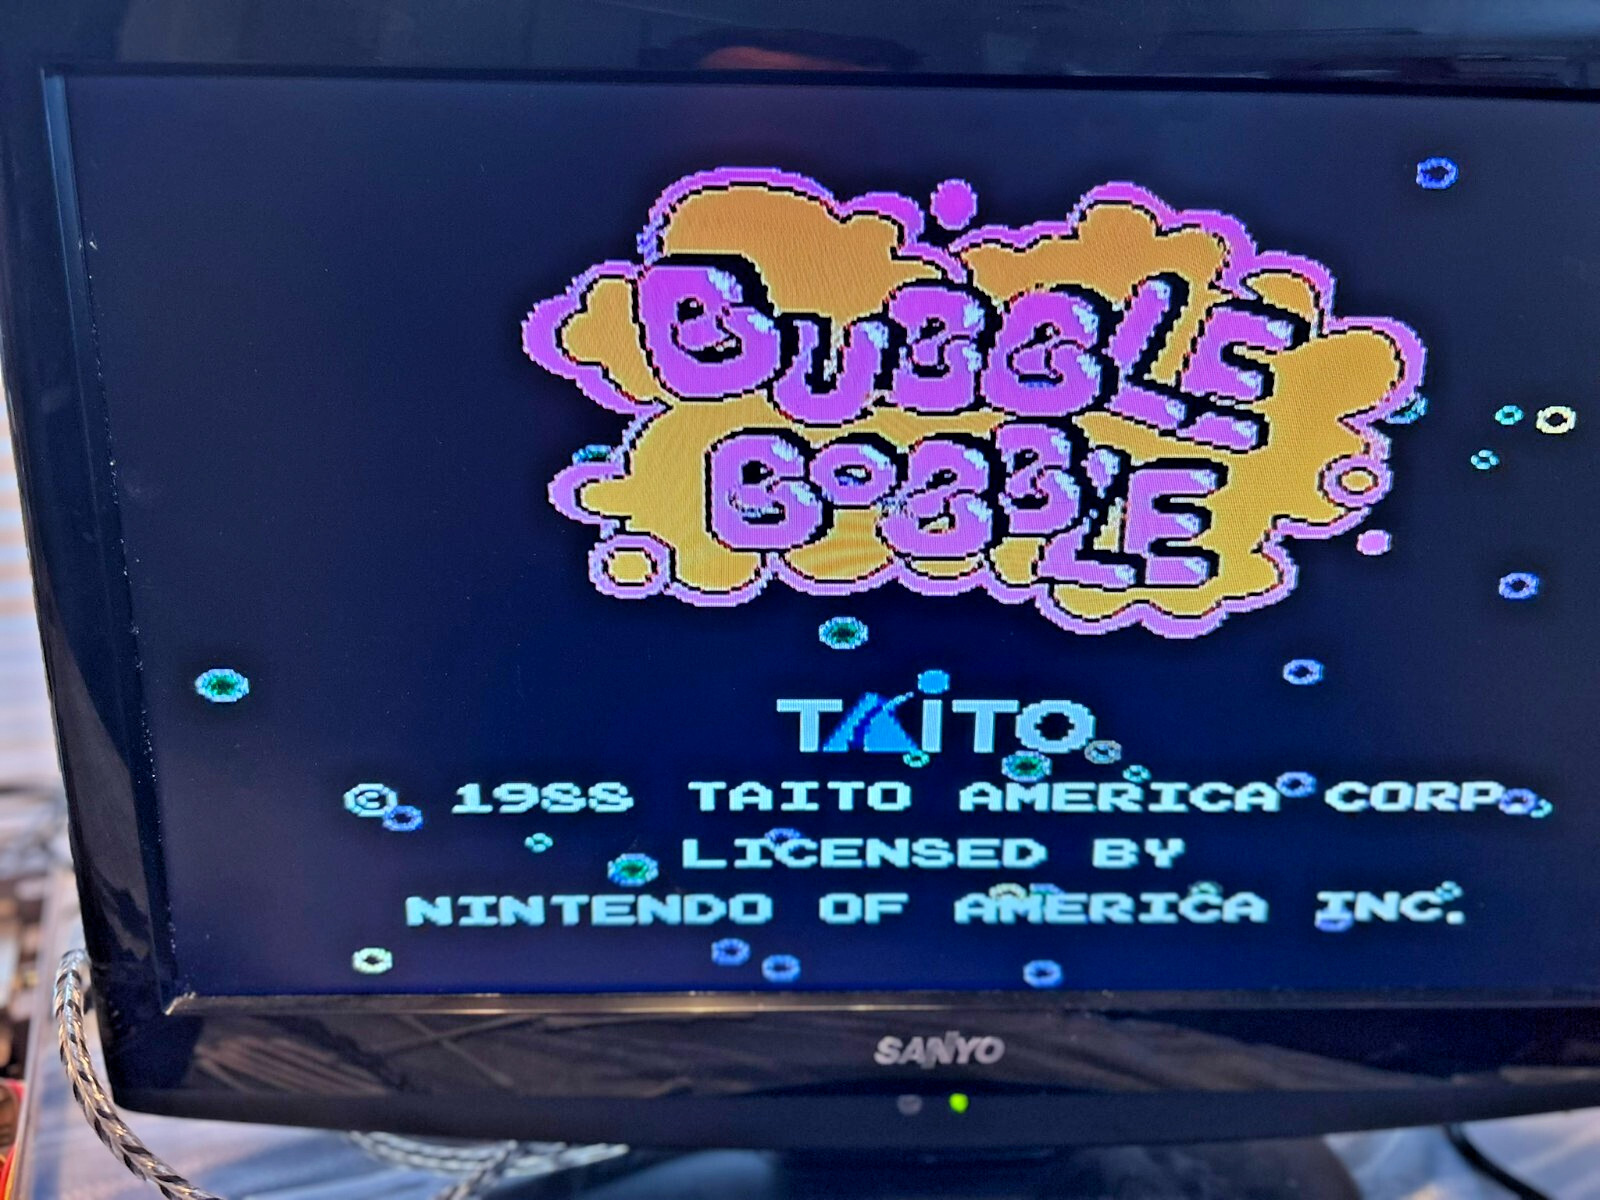 BUBBLE
BOBBLE
TAITO
© 1988 TAITO AMERICA CORP.
LICENSED BY
NINTENDO OF AMERICA INC.
SANYO